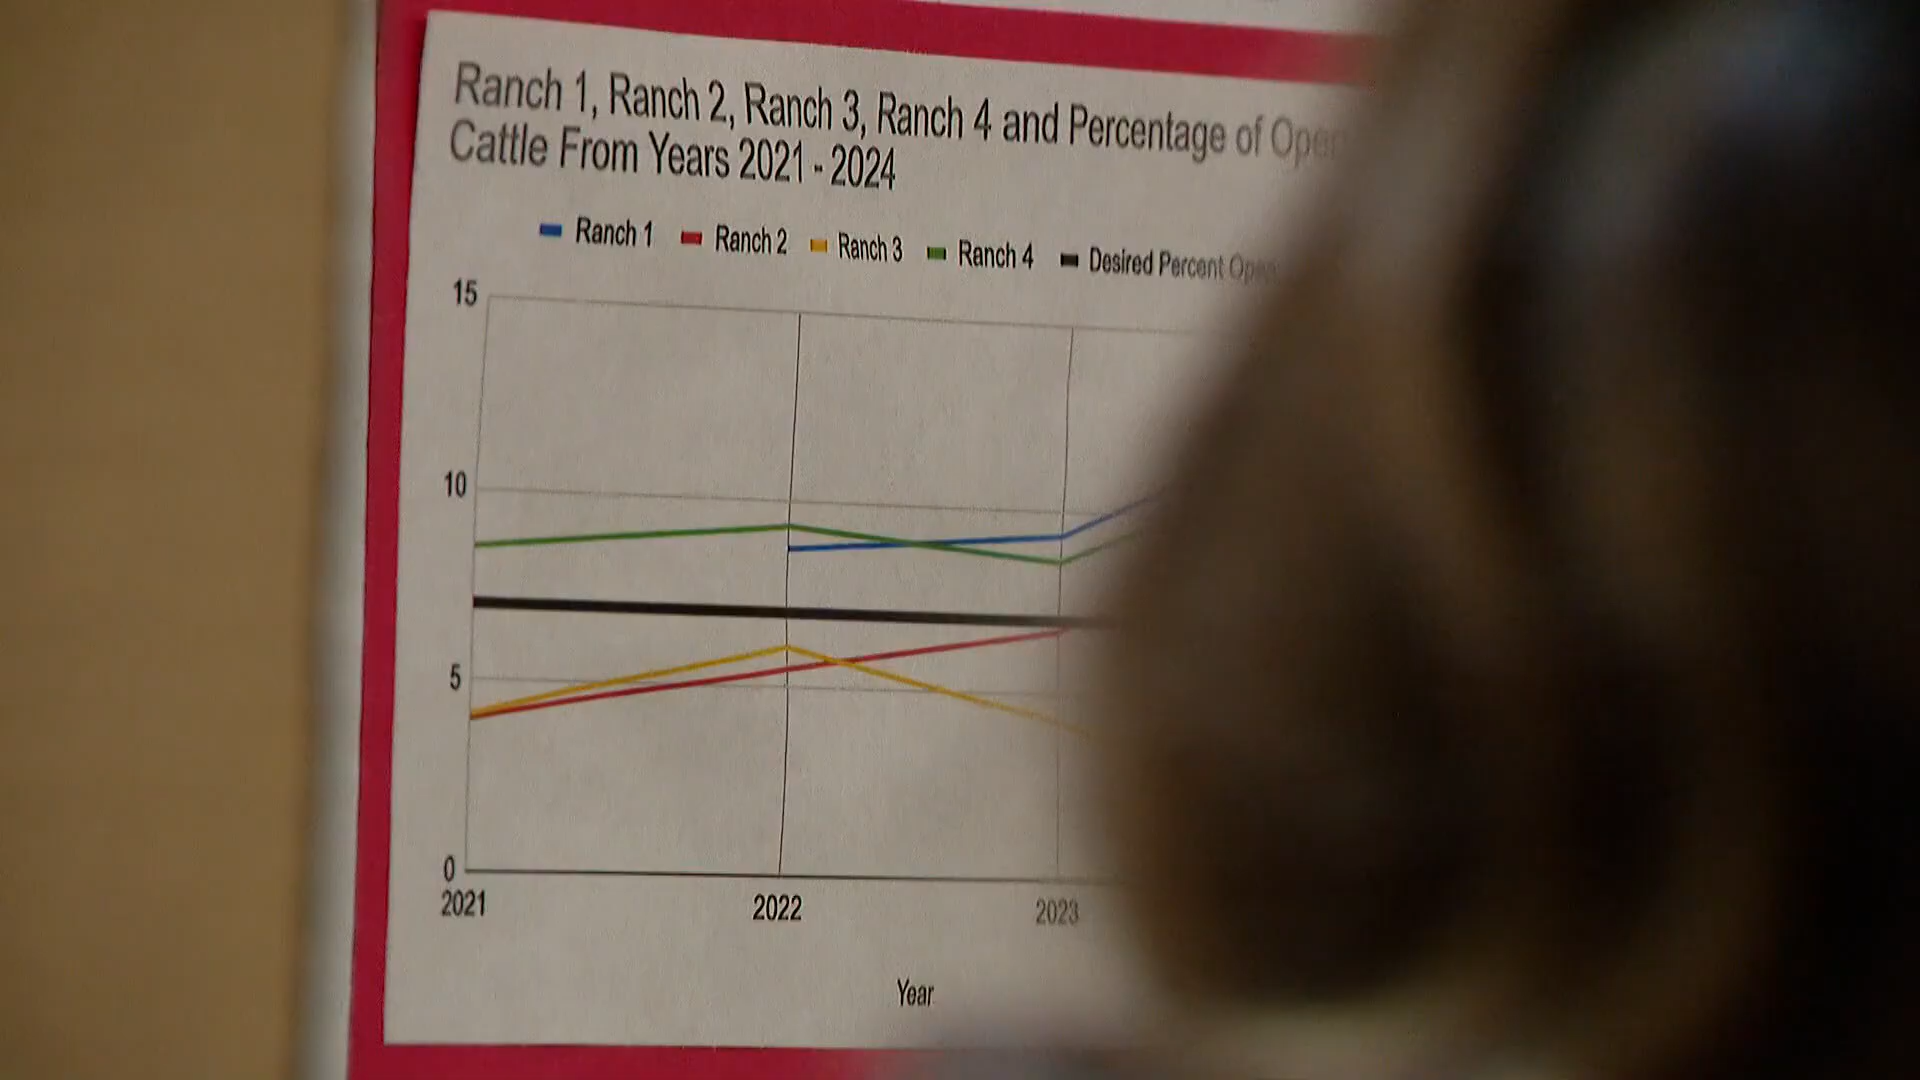 Ranch 1, Ranch 2, Ranch 3, Ranch 4 and Percentage of Open
Cattle From Years 2021 - 2024
Ranch 1 Ranch 2 Ranch 3 Ranch 4 Desired Percent Open
15
10
5
0
2021 2022 2023
Year